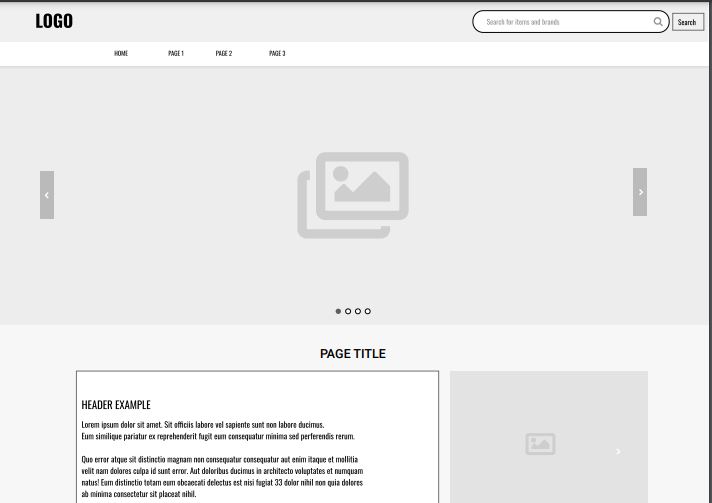 LOGO
Search for items and brands
Search
HOME PAGE 1 PAGE 2 PAGE 3
PAGE TITLE
HEADER EXAMPLE
Lorem ipsum dolor sit amet. Sit officiis labore vel sapiente sunt non labore ducimus.
Eum similique pariatur ex reprehenderit fugit eum consequatur minima sed perferendis rerum.
Quo error atque sit distinctio magnam non consequatur consequatur aut enim itaque et mollitia
velit nam dolores culpa id sunt error. Aut doloribus ducimus in architecto voluptates et numquam
natus! Eum distinctio totam eum obcaecati delectus est nisi fugiat 33 dolor nihil non quia dolores
ab minima consectetur sit placeat nihil.